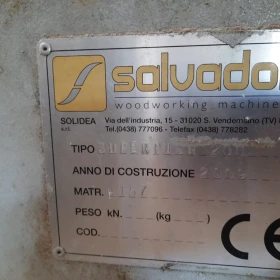 salvador
woodworking machine
SOLIDEA
s.r.l.
Via dell'industria, 15 - 31020 S. Vendemiano (TV)
Tel.(0438) 777096 - Telefax (0438) 778282
TIPO
ANNO DI COSTRUZIONE
MATR.
PESO kN. (kg )
COD.
CE